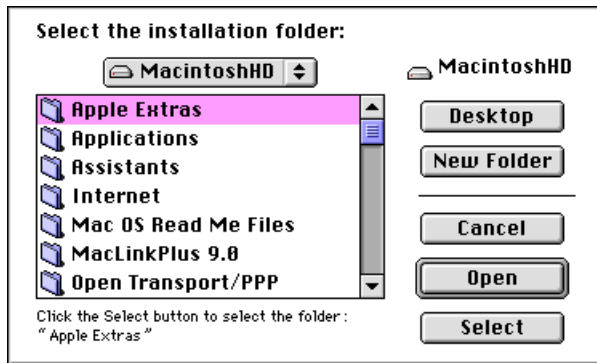 Select the installation folder:
MacintoshHD
MacintoshHD
Apple Extras
Applications
Assistants
Internet
Mac OS Read Me Files
MacLinkPlus 9.0
Open Transport/PPP
Desktop
New Folder
Cancel
Open
Select
Click the Select button to select the folder:
"Apple Extras"